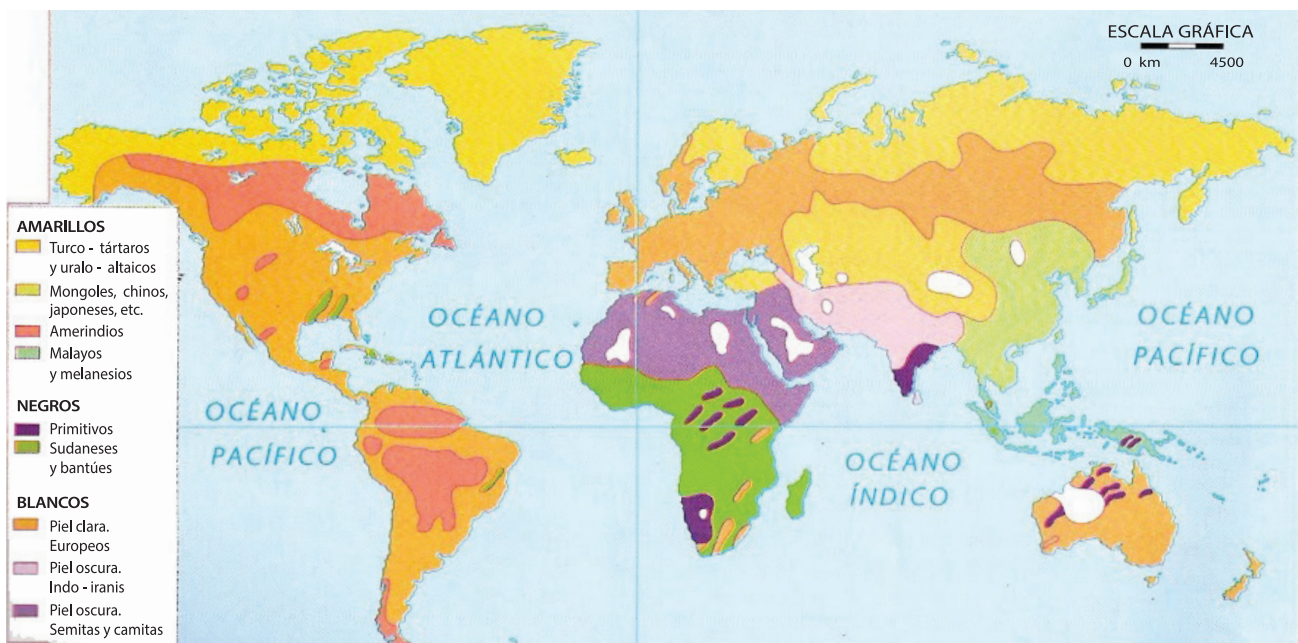 ESCALA GRÁFICA
0 km 4500
AMARÍLLOS
Turco - tártaros
y uralo - altaicos
Mongoles, chinos,
japoneses, etc.
Amerindios
Malayos
y melanesios
NEGROS
Primitivos
Sudaneses
y bantúes
BLANCOS
Piel clara.
Europeos
Piel oscura.
Indo - iranis
Piel oscura.
Semitas y camitas
OCÉANO
ATLÁNTICO
OCÉANO
PACÍFICO
OCÉANO
ÍNDICO
OCÉANO
PACÍFICO